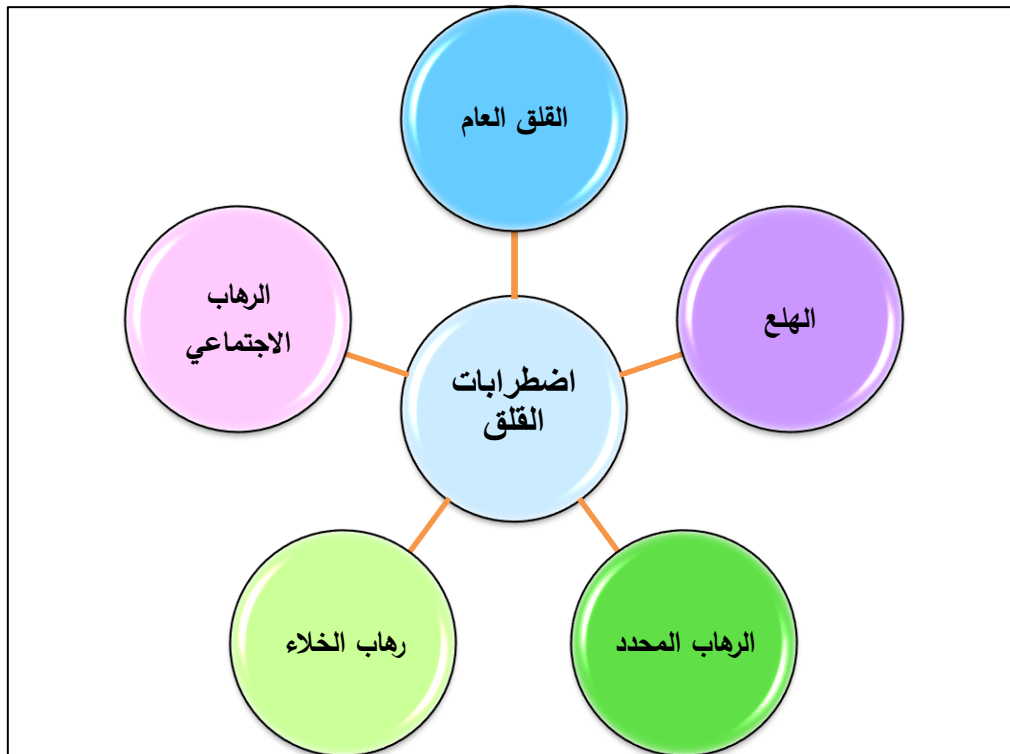 القلق العام
الهلع
الرهاب
الاجتماعي
اضطرابات
القلق
الرهاب المحدد
رهاب الخلاء